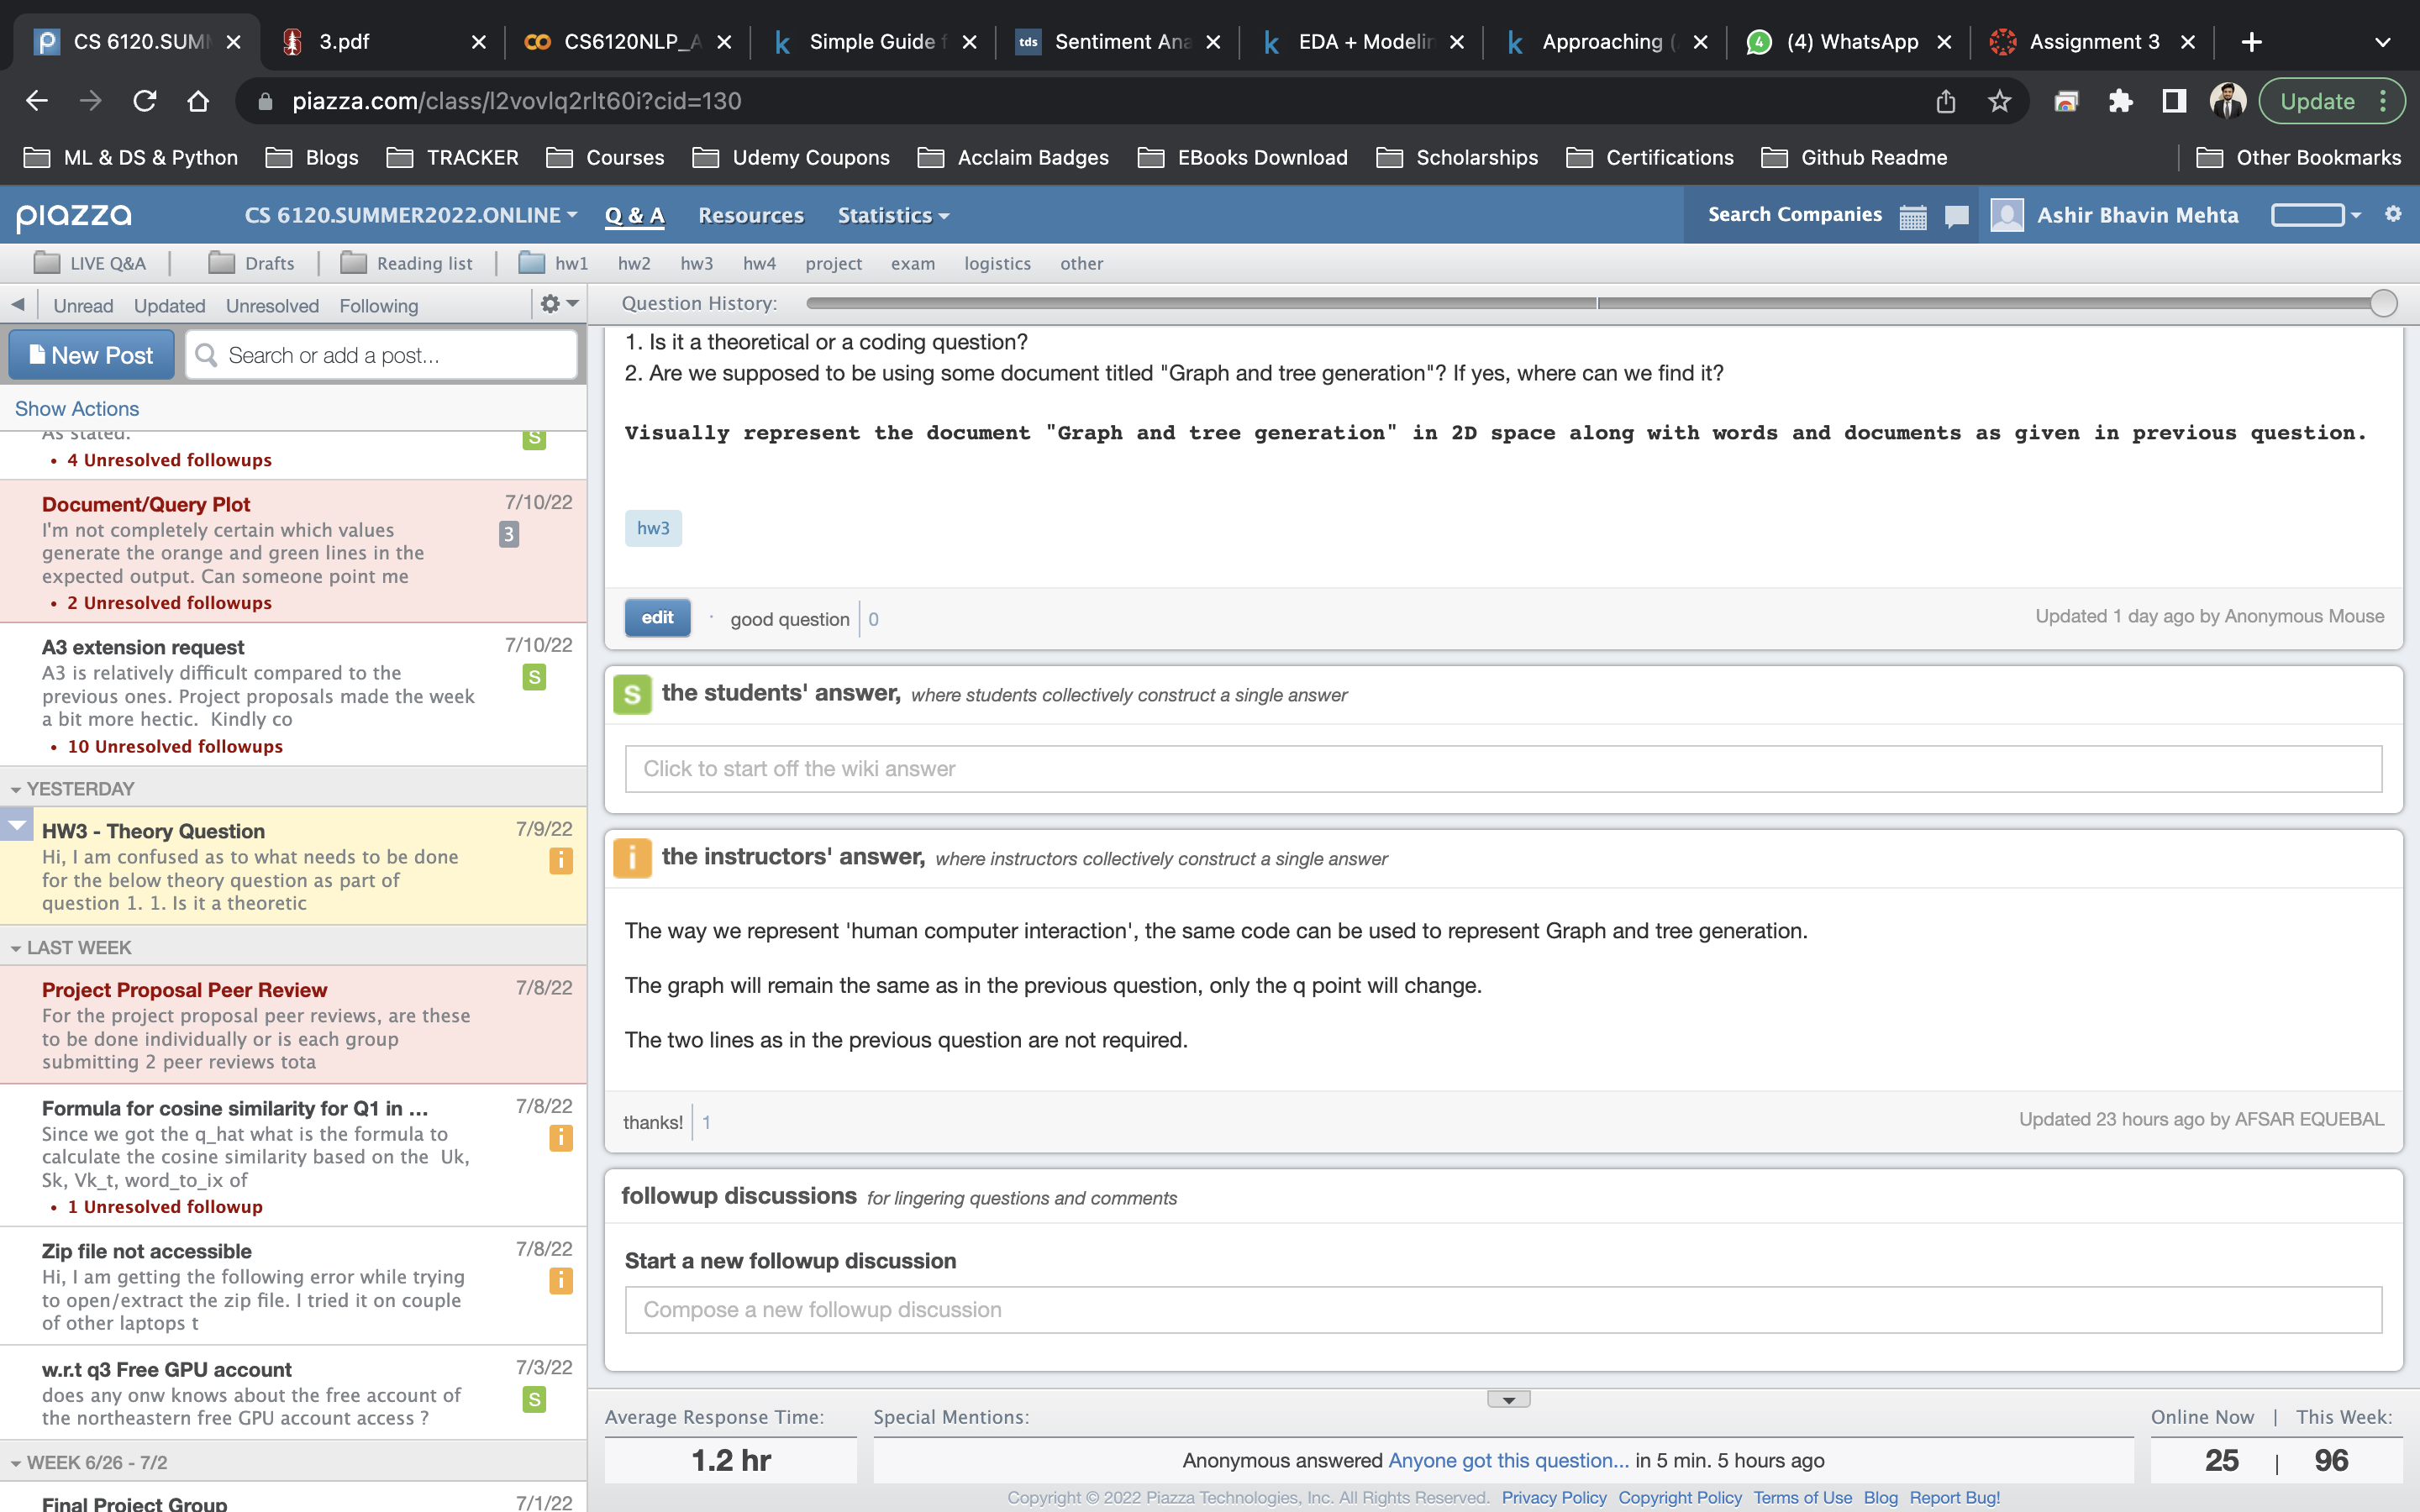 CS 6120.SUM
3.pdf
CS6120NLP_A
Simple Guide f
tds Sentiment Ana
EDA + Modelin
Approaching (
4 (4) WhatsApp
Assignment 3
piazza.com/class/l2vovlq2rlt60i?cid=130
Update
ML & DS & Python
Blogs
TRACKER
Courses
Udemy Coupons
Acclaim Badges
EBooks Download
Scholarships
Certifications
Github Readme
Other Bookmarks
piazza
CS 6120.SUMMER2022.ONLINE
Q & A
Resources
Statistics
Search Companies
Ashir Bhavin Mehta
LIVE Q&A
Drafts
Reading list
hw1
hw2
hw3
hw4
project
exam
logistics
other
Unread
Updated
Unresolved
Following
New Post
Search or add a post...
Show Actions
As stated.
S
• 4 Unresolved followups
Document/Query Plot 7/10/22
I'm not completely certain which values 3
generate the orange and green lines in the
expected output. Can someone point me
• 2 Unresolved followups
A3 extension request 7/10/22
A3 is relatively difficult compared to the S
previous ones. Project proposals made the week
a bit more hectic. Kindly co
• 10 Unresolved followups
YESTERDAY
HW3 - Theory Question 7/9/22
Hi, I am confused as to what needs to be done i
for the below theory question as part of
question 1. 1. Is it a theoretic
LAST WEEK
Project Proposal Peer Review 7/8/22
For the project proposal peer reviews, are these
to be done individually or is each group
submitting 2 peer reviews tota
Formula for cosine similarity for Q1 in ... 7/8/22
Since we got the q_hat what is the formula to i
calculate the cosine similarity based on the Uk,
Sk, Vk_t, word_to_ix of
• 1 Unresolved followup
Zip file not accessible 7/8/22
Hi, I am getting the following error while trying i
to open/extract the zip file. I tried it on couple
of other laptops t
w.r.t q3 Free GPU account 7/3/22
does any onw knows about the free account of S
the northeastern free GPU account access ?
WEEK 6/26 - 7/2
Final Project Group 7/1/22
Question History:
1. Is it a theoretical or a coding question?
2. Are we supposed to be using some document titled "Graph and tree generation"? If yes, where can we find it?
Visually represent the document "Graph and tree generation" in 2D space along with words and documents as given in previous question.
hw3
edit · good question 0
Updated 1 day ago by Anonymous Mouse
S the students' answer, where students collectively construct a single answer
Click to start off the wiki answer
i the instructors' answer, where instructors collectively construct a single answer
The way we represent 'human computer interaction', the same code can be used to represent Graph and tree generation.
The graph will remain the same as in the previous question, only the q point will change.
The two lines as in the previous question are not required.
thanks! 1
Updated 23 hours ago by AFSAR EQUEBAL
followup discussions for lingering questions and comments
Start a new followup discussion
Compose a new followup discussion
Average Response Time:
1.2 hr
Special Mentions:
Anonymous answered Anyone got this question... in 5 min. 5 hours ago
Online Now | This Week:
25 | 96
Copyright © 2022 Piazza Technologies, Inc. All Rights Reserved. Privacy Policy Copyright Policy Terms of Use Blog Report Bug!